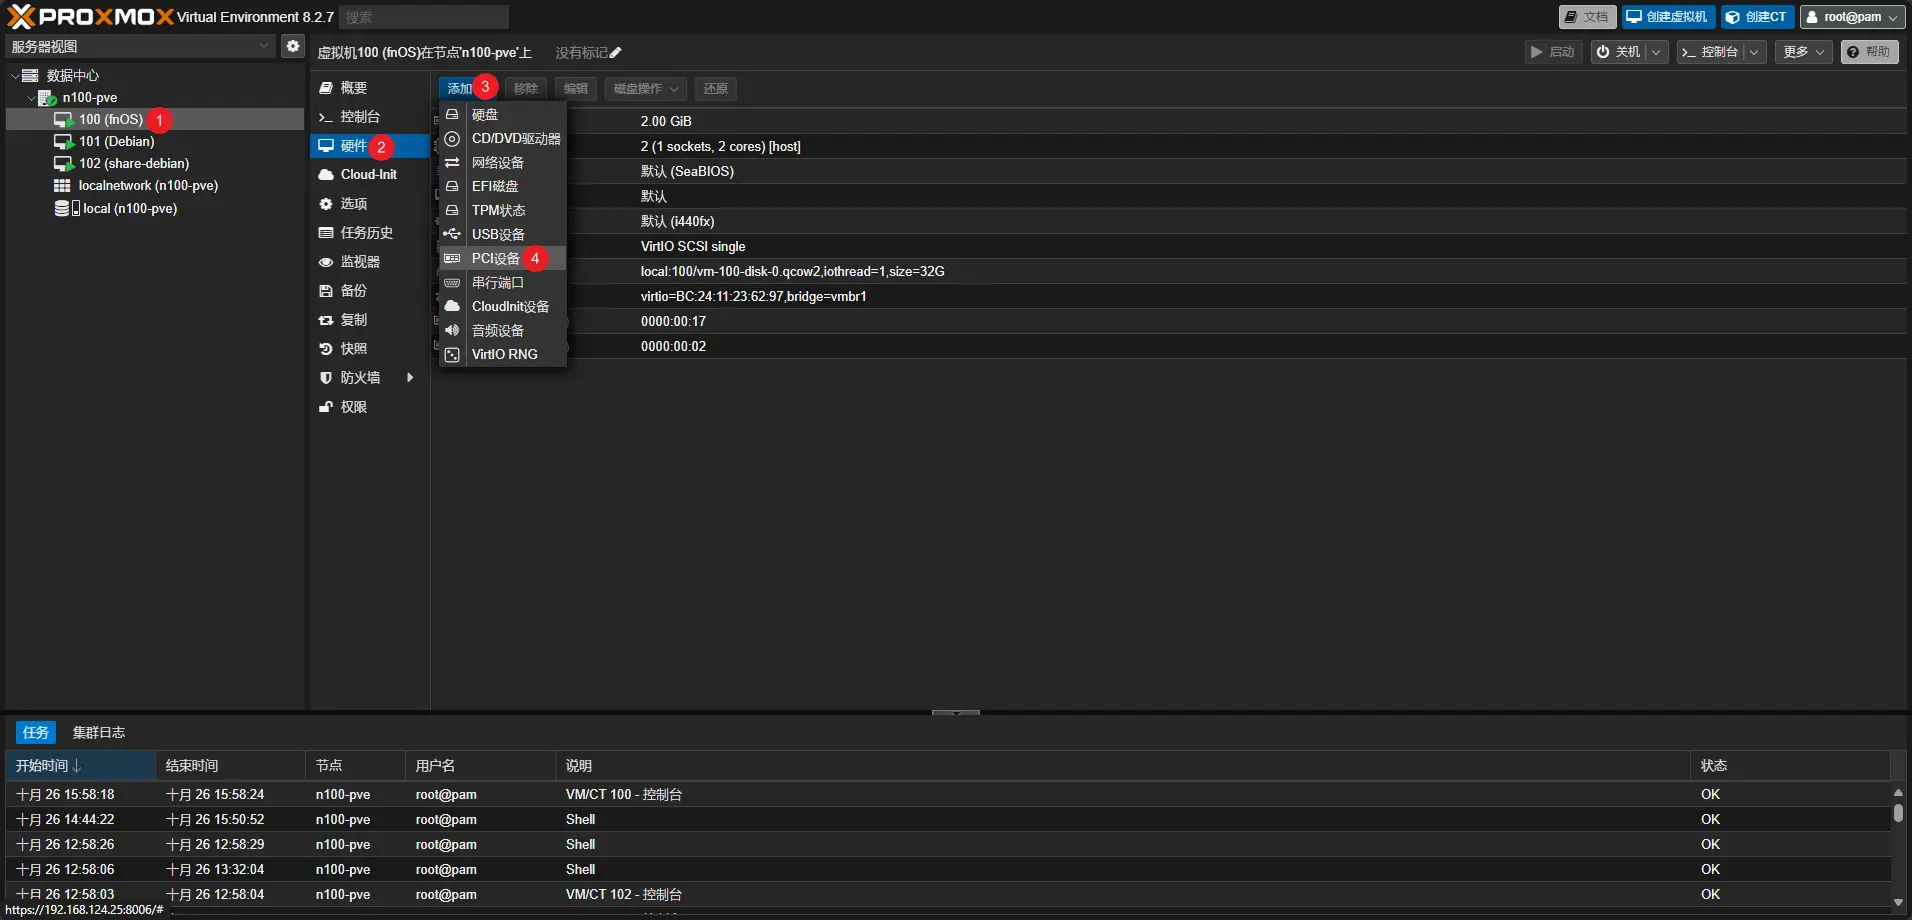 PROXMOX Virtual Environment 8.2.7 搜索 文档 创建虚拟机 创建CT root@pam
服务器视图
数据中心
n100-pve
100 (fnOS) 1
101 (Debian)
102 (share-debian)
localnetwork (n100-pve)
local (n100-pve)
虚拟机100 (fnOS)在节点'n100-pve'上 没有标记 启动 关机 控制台 更多 帮助
概要
控制台
硬件 2
Cloud-Init
选项
任务历史
监视器
备份
复制
快照
防火墙
权限
添加 3 移除 编辑 磁盘操作 还原
硬盘
CD/DVD驱动器
网络设备
EFI磁盘
TPM状态
USB设备
PCI设备 4
串行端口
CloudInit设备
音频设备
VirtIO RNG
2.00 GiB
2 (1 sockets, 2 cores) [host]
默认 (SeaBIOS)
默认
默认 (i440fx)
VirtIO SCSI single
local:100/vm-100-disk-0.qcow2,iothread=1,size=32G
virtio=BC:24:11:23:62:97,bridge=vmbr1
0000:00:17
0000:00:02
任务 集群日志
开始时间 结束时间 节点 用户名 说明 状态
十月 26 15:58:18 十月 26 15:58:24 n100-pve root@pam VM/CT 100 - 控制台 OK
十月 26 14:44:22 十月 26 15:50:52 n100-pve root@pam Shell OK
十月 26 12:58:26 十月 26 12:58:29 n100-pve root@pam Shell OK
十月 26 12:58:06 十月 26 13:32:04 n100-pve root@pam Shell OK
十月 26 12:58:03 十月 26 12:58:04 n100-pve root@pam VM/CT 102 - 控制台 OK
https://192.168.124.25:8006/#